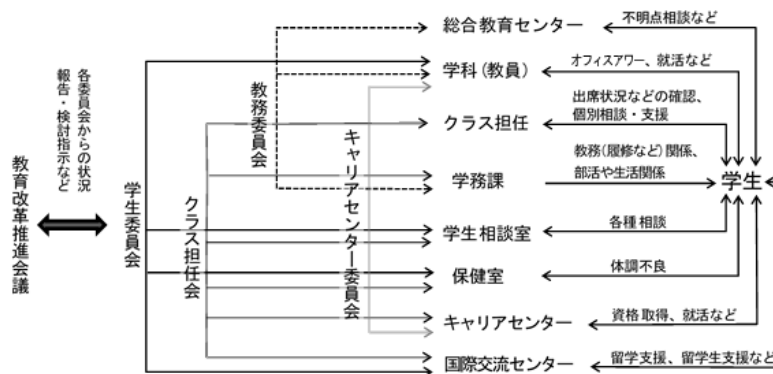 総合教育センター
不明点相談など
学科(教員)
オフィスアワー、就活など
クラス担任
出席状況などの確認、
個別相談・支援
学務課
教務(履修など)関係、
部活や生活関係
学生
学生相談室
各種相談
保健室
体調不良
キャリアセンター
資格取得、就活など
国際交流センター
留学支援、留学生支援など
教育改革推進会議
各委員会からの状況
報告・検討指示など
学生委員会
クラス担任会
教務委員会
キャリアセンター委員会